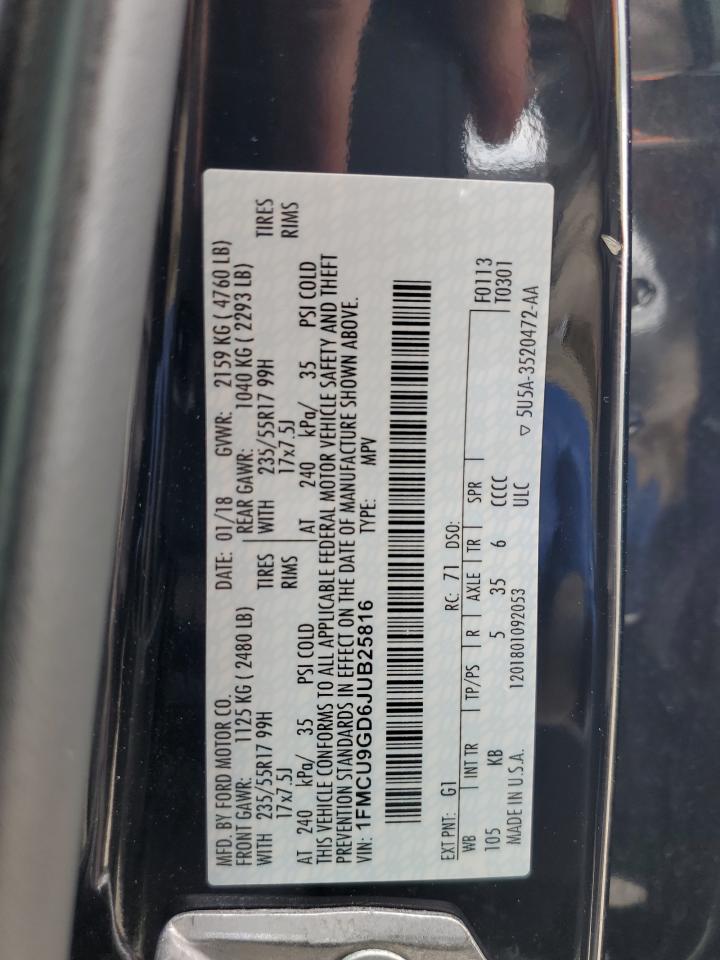 MFD. BY FORD MOTOR CO.
DATE: 01/18 GVWR: 2159 KG ( 4760 LB)
FRONT GAWR: 1125 KG ( 2480 LB)
REAR GAWR: 1040 KG ( 2293 LB)
WITH 235/55R17 99H TIRES
WITH 235/55R17 99H TIRES
17x7.5J RIMS
17x7.5J RIMS
AT 240 kPa/ 35 PSI COLD
AT 240 kPa/ 35 PSI COLD
THIS VEHICLE CONFORMS TO ALL APPLICABLE FEDERAL MOTOR VEHICLE SAFETY AND THEFT
PREVENTION STANDARDS IN EFFECT ON THE DATE OF MANUFACTURE SHOWN ABOVE.
VIN: 1FMCU9GD6JUB25816 TYPE: MPV
EXT PNT: G1 RC: 71 DSO:
WB INT TR TP/PS R AXLE TR SPR F0113
105 KB 5 35 6 CCCC T0301
MADE IN U.S.A. 1201801092053 ULC ▽ 5U5A-3520472-AA